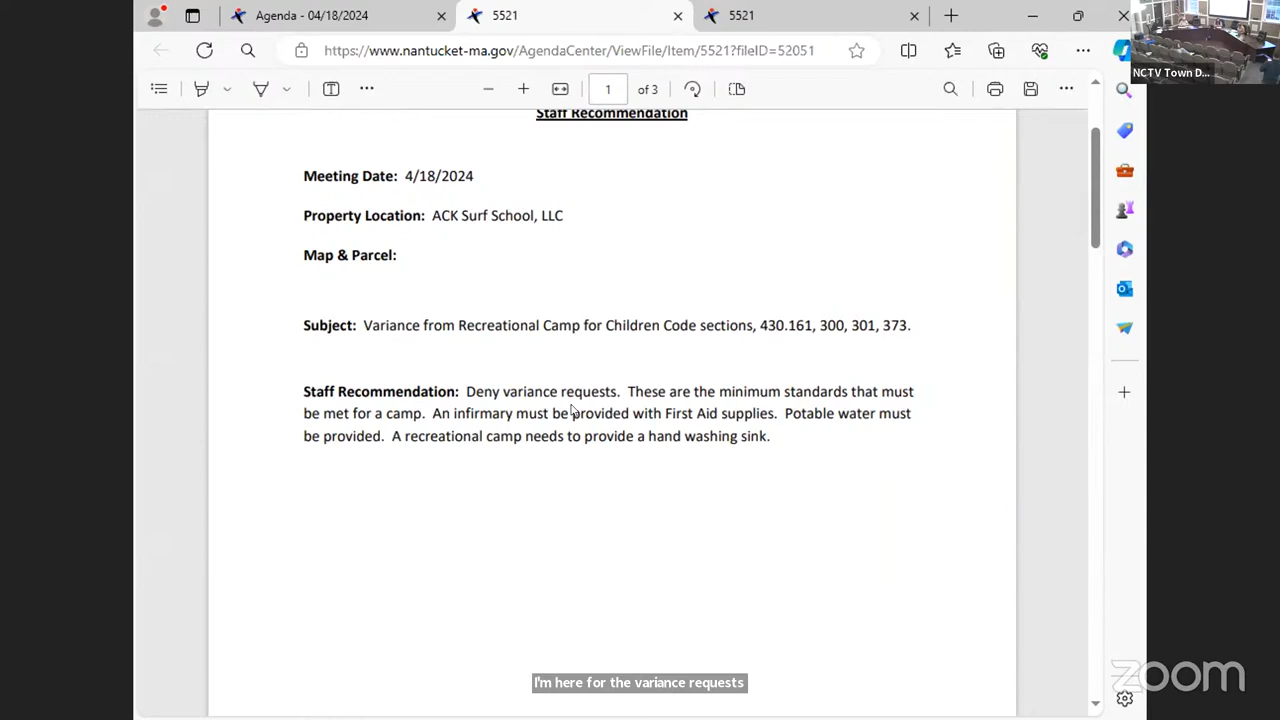 Agenda - 04/18/2024
5521
5521
https://www.nantucket-ma.gov/AgendaCenter/ViewFile/Item/5521?fileID=52051
NCTV Town D...
1 of 3
Staff Recommendation
Meeting Date: 4/18/2024
Property Location: ACK Surf School, LLC
Map & Parcel:
Subject: Variance from Recreational Camp for Children Code sections, 430.161, 300, 301, 373.
Staff Recommendation: Deny variance requests. These are the minimum standards that must
be met for a camp. An infirmary must be provided with First Aid supplies. Potable water must
be provided. A recreational camp needs to provide a hand washing sink.
I'm here for the variance requests
zoom